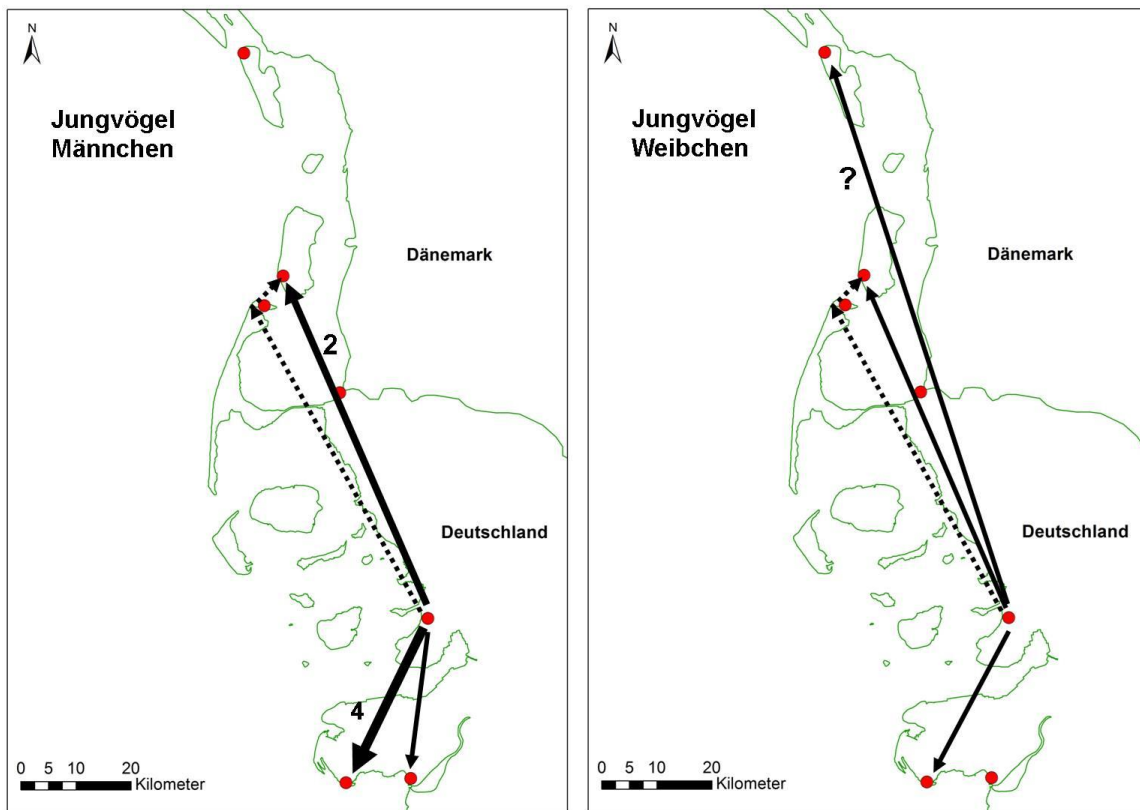 N
Jungvögel
Männchen
Dänemark
2
Deutschland
4
0 5 10 20
Kilometer
N
Jungvögel
Weibchen
?
Dänemark
Deutschland
0 5 10 20
Kilometer